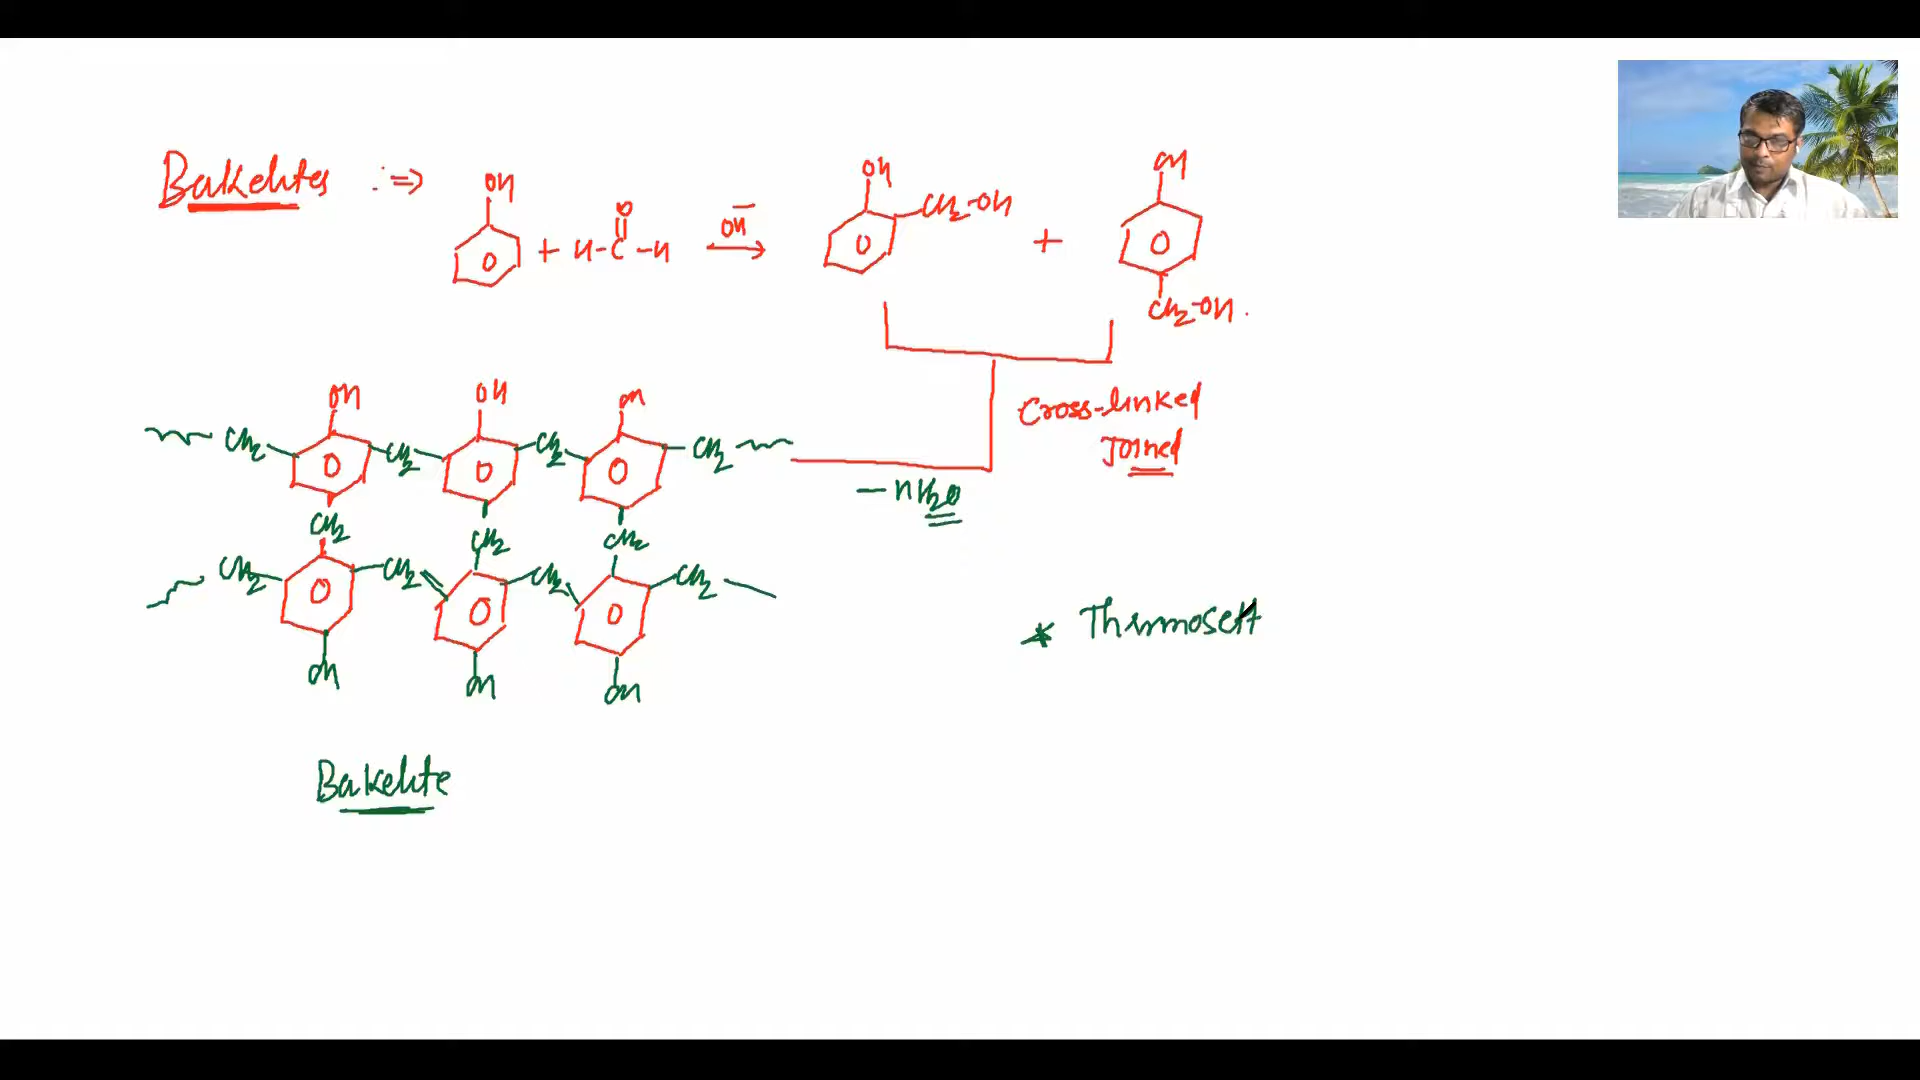 Bakelites :⇒
OH
+ H-C-H
O
OH⁻
OH
CH2-OH
+
OH
CH2-OH.
Cross-linked
Joined
OH OH OH
CH2 CH2 CH2 CH2
-nH2O
CH2 CH2 CH2
CH2 CH2 CH2 CH2
OH OH OH
* Thermosett
Bakelite